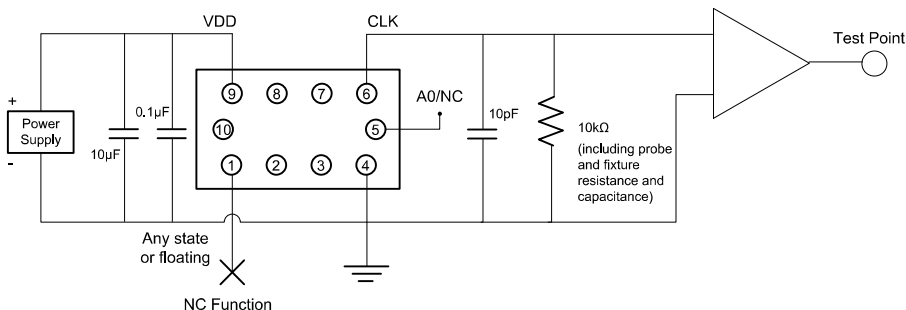 VDD
CLK
Test Point
+
Power
Supply
-
10µF
0.1µF
9
8
7
6
10
5
1
2
3
4
A0/NC
10pF
10kΩ
(including probe
and fixture
resistance and
capacitance)
Any state
or floating
NC Function